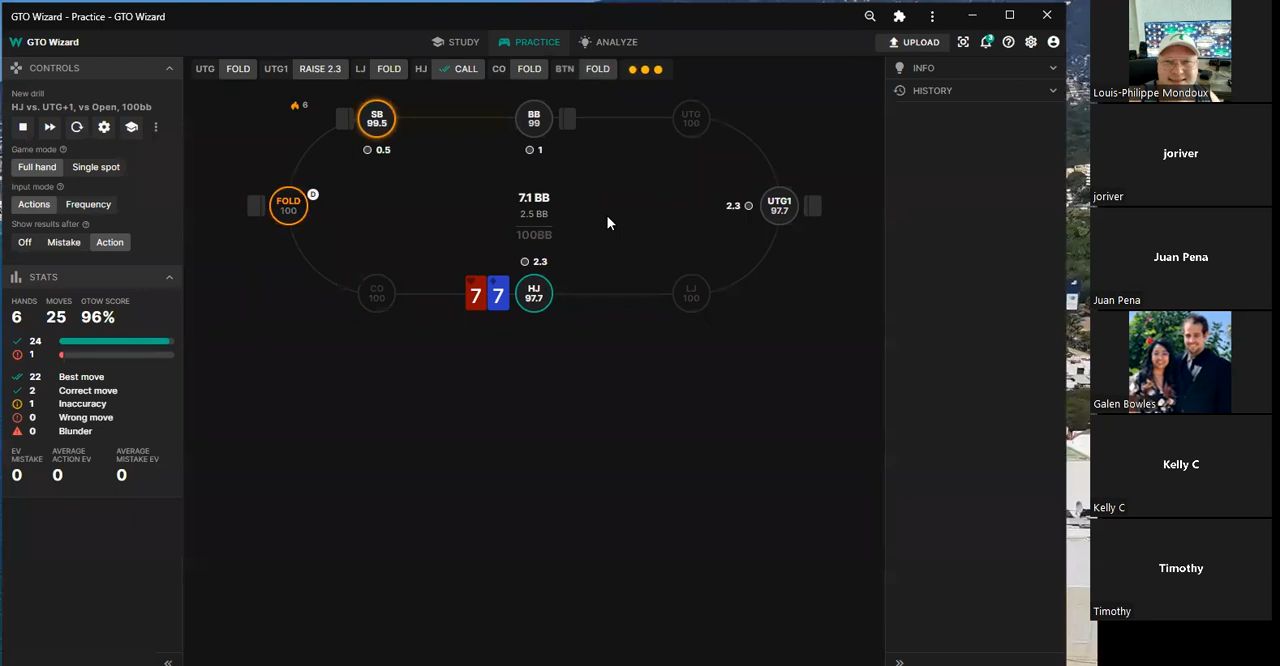 GTO Wizard - Practice - GTO Wizard
GTO Wizard
STUDY
PRACTICE
ANALYZE
UPLOAD
CONTROLS
UTG FOLD UTG1 RAISE 2.3 LJ FOLD HJ CALL CO FOLD BTN FOLD
INFO
HISTORY
New drill
HJ vs. UTG+1, vs Open, 100bb
Game mode
Full hand Single spot
Input mode
Actions Frequency
Show results after
Off Mistake Action
STATS
HANDS MOVES GTOW SCORE
6 25 96%
24
1
22 Best move
2 Correct move
1 Inaccuracy
0 Wrong move
0 Blunder
EV MISTAKE
AVERAGE ACTION EV
AVERAGE MISTAKE EV
0 0 0
6
SB
99.5
0.5
BB
99
1
UTG
100
FOLD
100
D
7.1 BB
2.5 BB
100BB
2.3
UTG1
97.7
2.3
CO
100
7 7
HJ
97.7
LJ
100
Louis-Philippe Mondoux
joriver
joriver
Juan Pena
Juan Pena
Galen Bowles
Kelly C
Kelly C
Timothy
Timothy